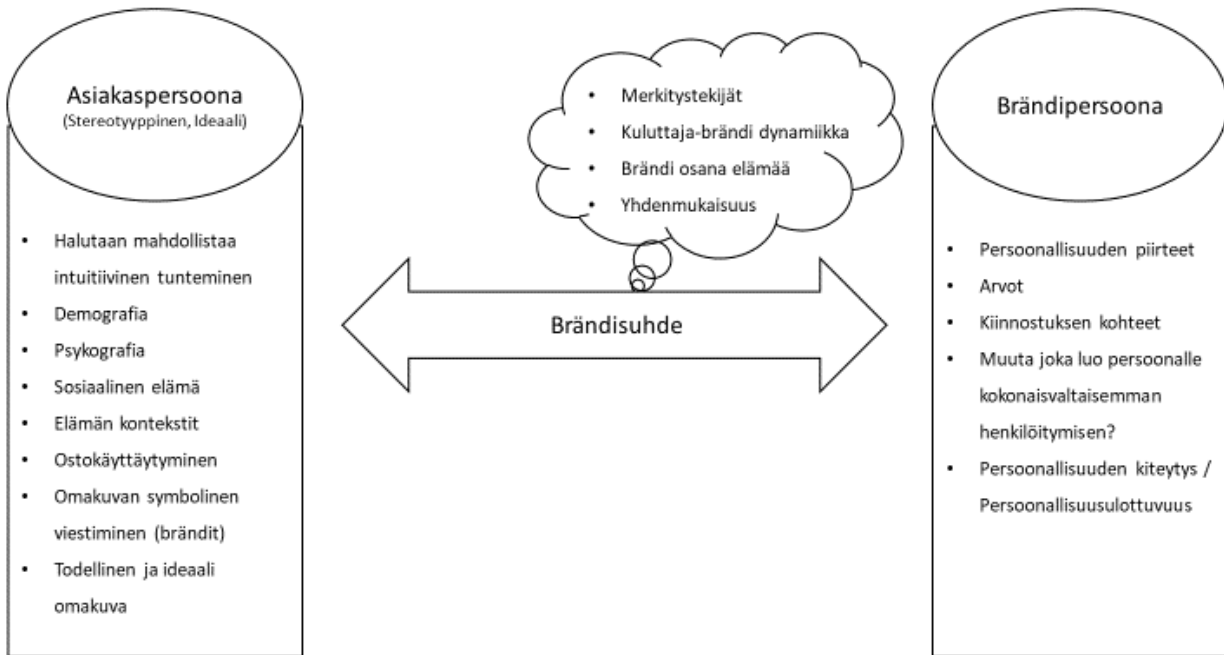 Asiakaspersoona
(Stereotyyppinen, Ideaali)
• Halutaan mahdollistaa
intuitiivinen tunteminen
• Demografia
• Psykografia
• Sosiaalinen elämä
• Elämän kontekstit
• Ostokäyttäytyminen
• Omakuvan symbolinen
viestiminen (brändit)
• Todellinen ja ideaali
omakuva
• Merkitystekijät
• Kuluttaja-brändi dynamiikka
• Brändi osana elämää
• Yhdenmukaisuus
Brändisuhde
Brändipersoona
• Persoonallisuuden piirteet
• Arvot
• Kiinnostuksen kohteet
• Muuta joka luo persoonalle
kokonaisvaltaisemman
henkilöitymisen?
• Persoonallisuuden kiteytys /
Persoonallisuusulottuvuus